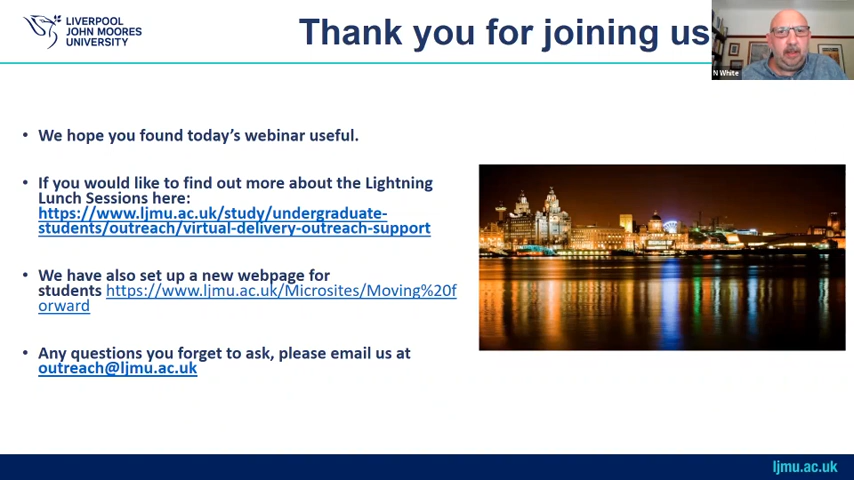 LIVERPOOL
JOHN MOORES
UNIVERSITY
Thank you for joining us
N White
• We hope you found today's webinar useful.
• If you would like to find out more about the Lightning
Lunch Sessions here:
https://www.ljmu.ac.uk/study/undergraduate-
students/outreach/virtual-delivery-outreach-support
• We have also set up a new webpage for
students https://www.ljmu.ac.uk/Microsites/Moving%20f
orward
• Any questions you forget to ask, please email us at
outreach@ljmu.ac.uk
ljmu.ac.uk